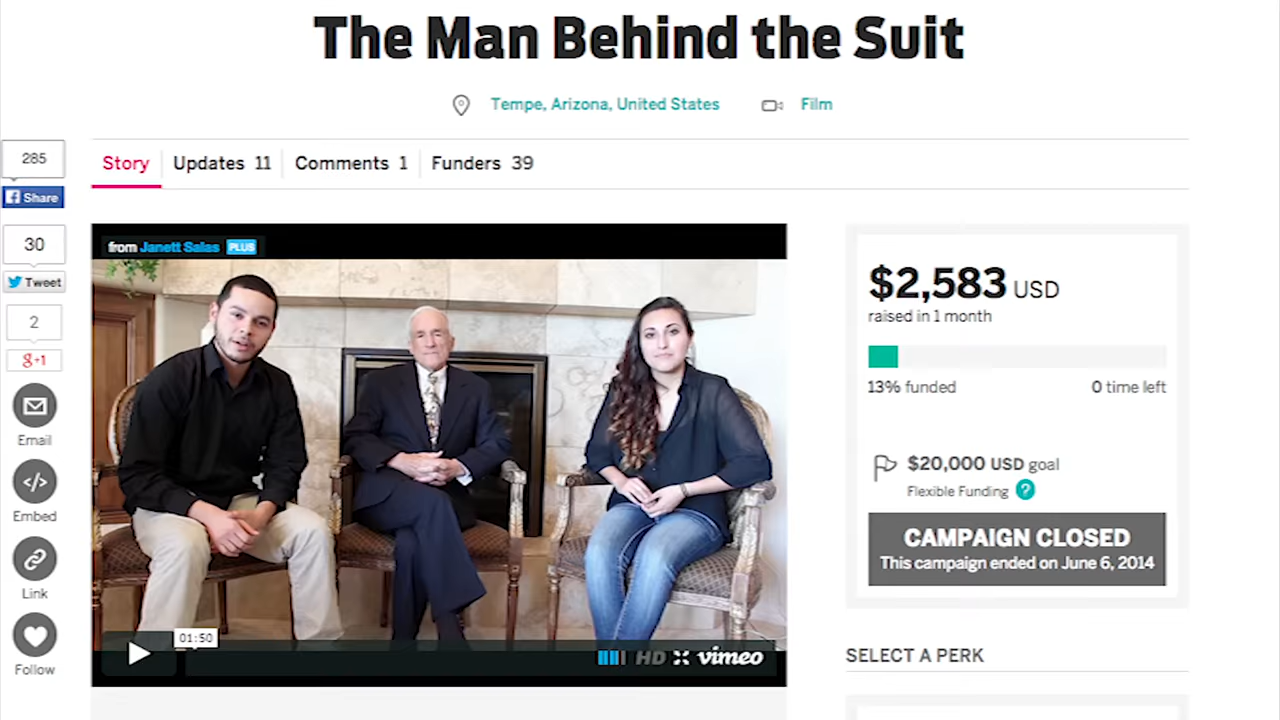 The Man Behind the Suit
Tempe, Arizona, United States Film
285
Share
30
Tweet
2
g+1
Email
</>
Embed
Link
Follow
Story Updates 11 Comments 1 Funders 39
from Janett Salas PLUS
01:50
HD vimeo
$2,583 USD
raised in 1 month
13% funded 0 time left
$20,000 USD goal
Flexible Funding ?
CAMPAIGN CLOSED
This campaign ended on June 6, 2014
SELECT A PERK